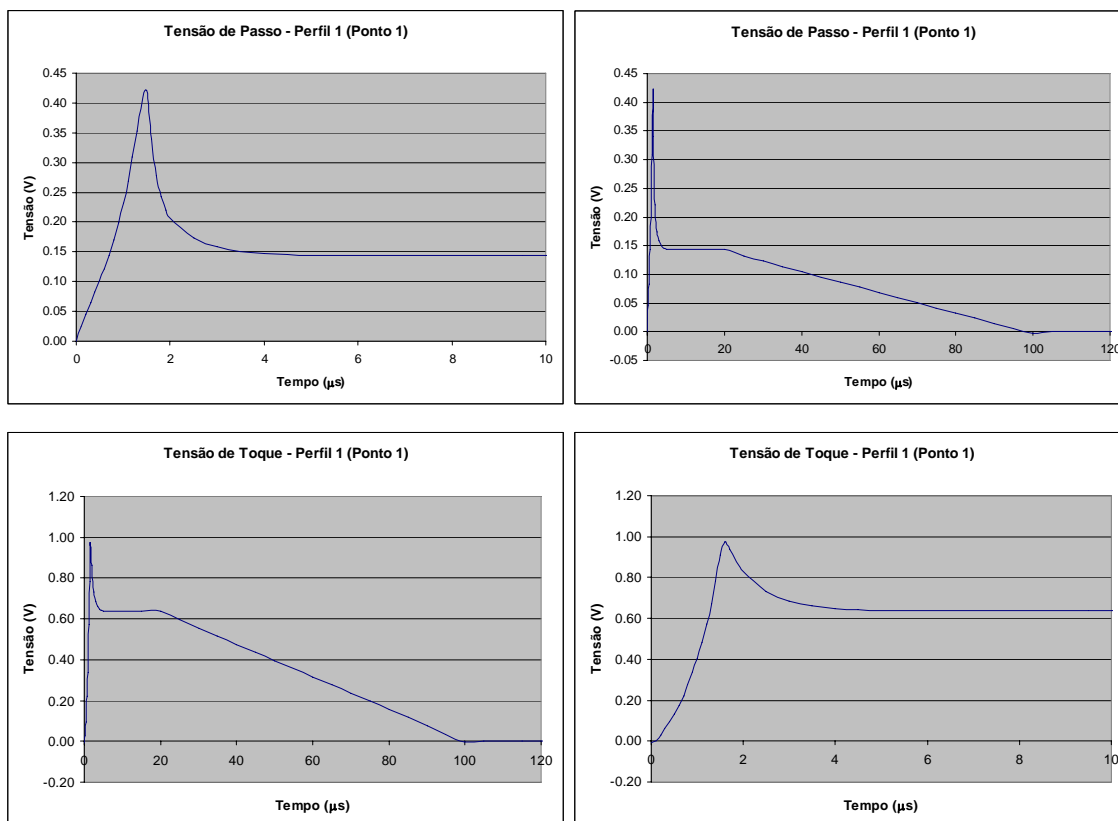 Tensão de Passo - Perfil 1 (Ponto 1)
Tensão (V)
0.45
0.40
0.35
0.30
0.25
0.20
0.15
0.10
0.05
0.00
0 2 4 6 8 10
Tempo (μs)
Tensão de Passo - Perfil 1 (Ponto 1)
Tensão (V)
0.45
0.40
0.35
0.30
0.25
0.20
0.15
0.10
0.05
0.00
-0.05
0 20 40 60 80 100 120
Tempo (μs)
Tensão de Toque - Perfil 1 (Ponto 1)
Tensão (V)
1.20
1.00
0.80
0.60
0.40
0.20
0.00
-0.20
0 20 40 60 80 100 120
Tempo (μs)
Tensão de Toque - Perfil 1 (Ponto 1)
Tensão (V)
1.20
1.00
0.80
0.60
0.40
0.20
0.00
-0.20
0 2 4 6 8 10
Tempo (μs)